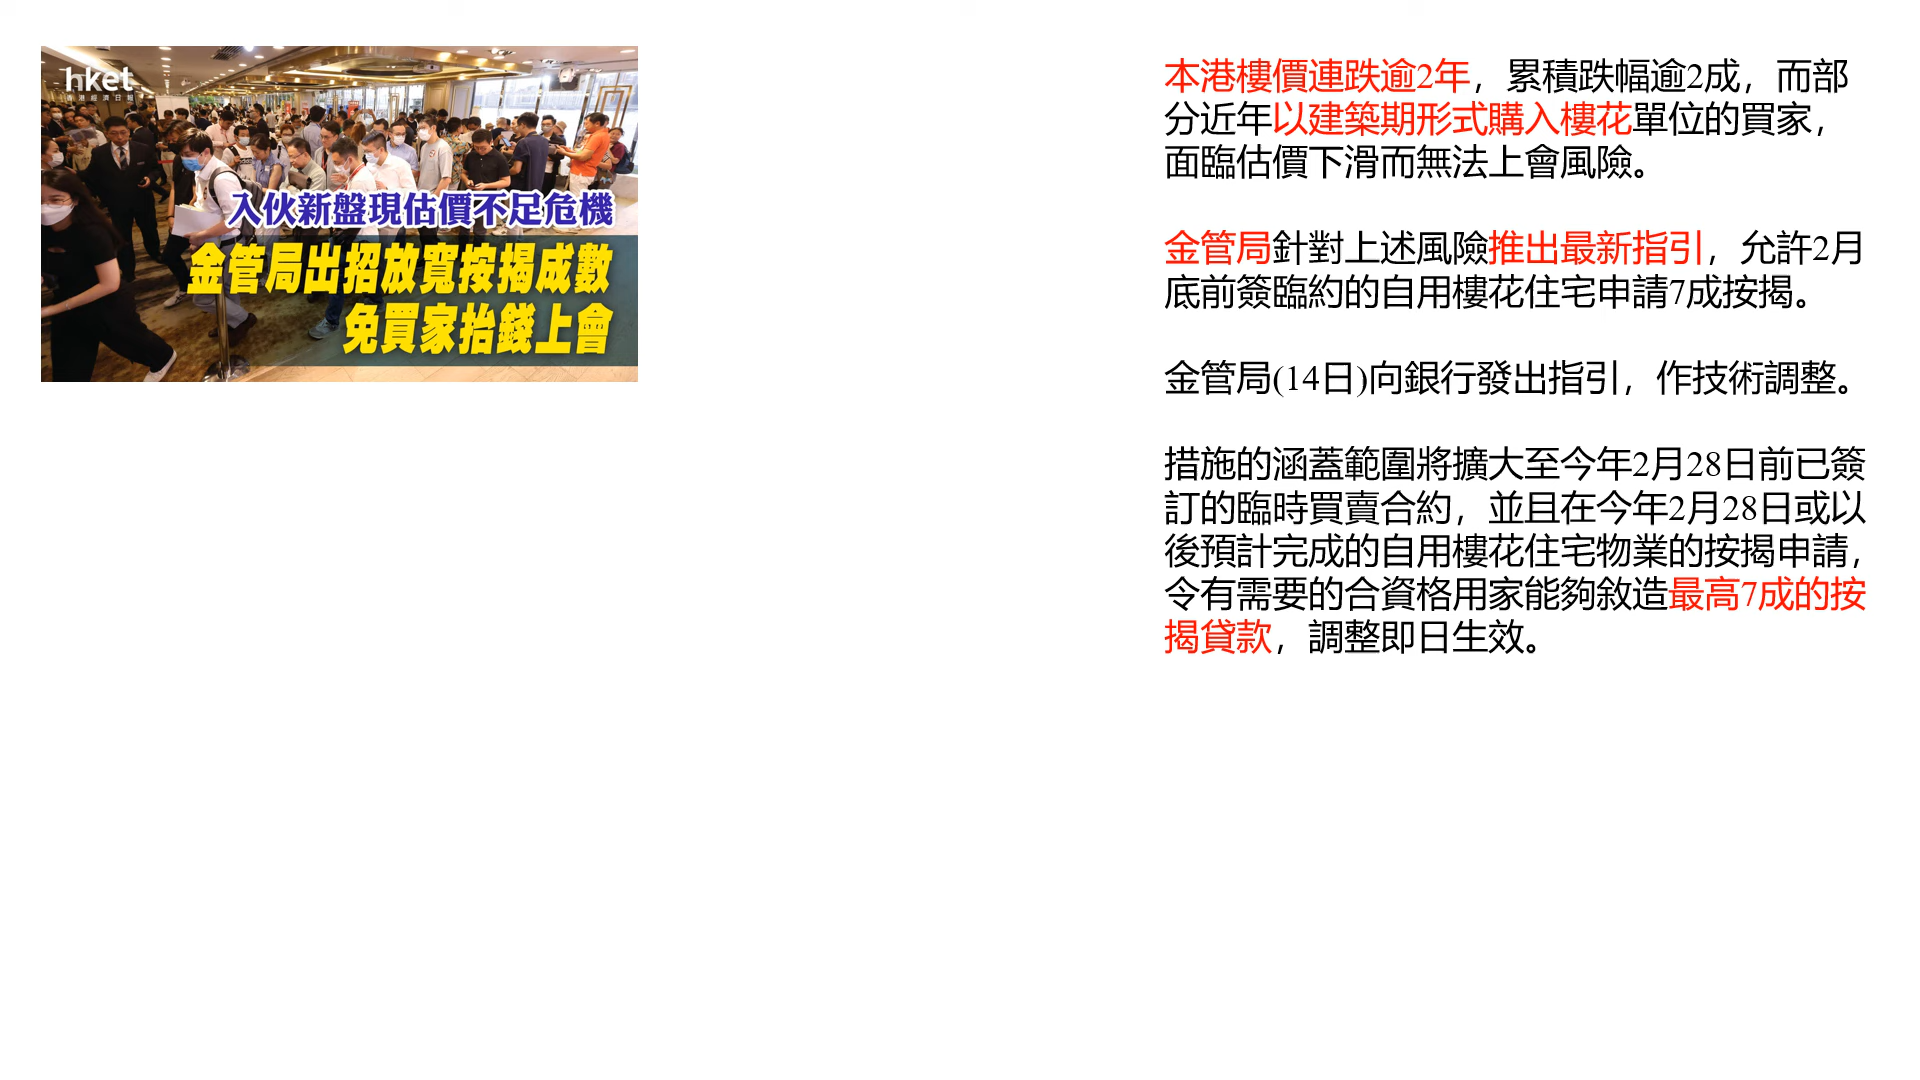 hket
香港經濟日報
入伙新盤現估價不足危機
金管局出招放寬按揭成數
免買家抬錢上會
本港樓價連跌逾2年，累積跌幅逾2成，而部
分近年以建築期形式購入樓花單位的買家，
面臨估價下滑而無法上會風險。
金管局針對上述風險推出最新指引，允許2月
底前簽臨約的自用樓花住宅申請7成按揭。
金管局(14日)向銀行發出指引，作技術調整。
措施的涵蓋範圍將擴大至今年2月28日前已簽
訂的臨時買賣合約，並且在今年2月28日或以
後預計完成的自用樓花住宅物業的按揭申請，
令有需要的合資格用家能夠敘造最高7成的按
揭貸款，調整即日生效。